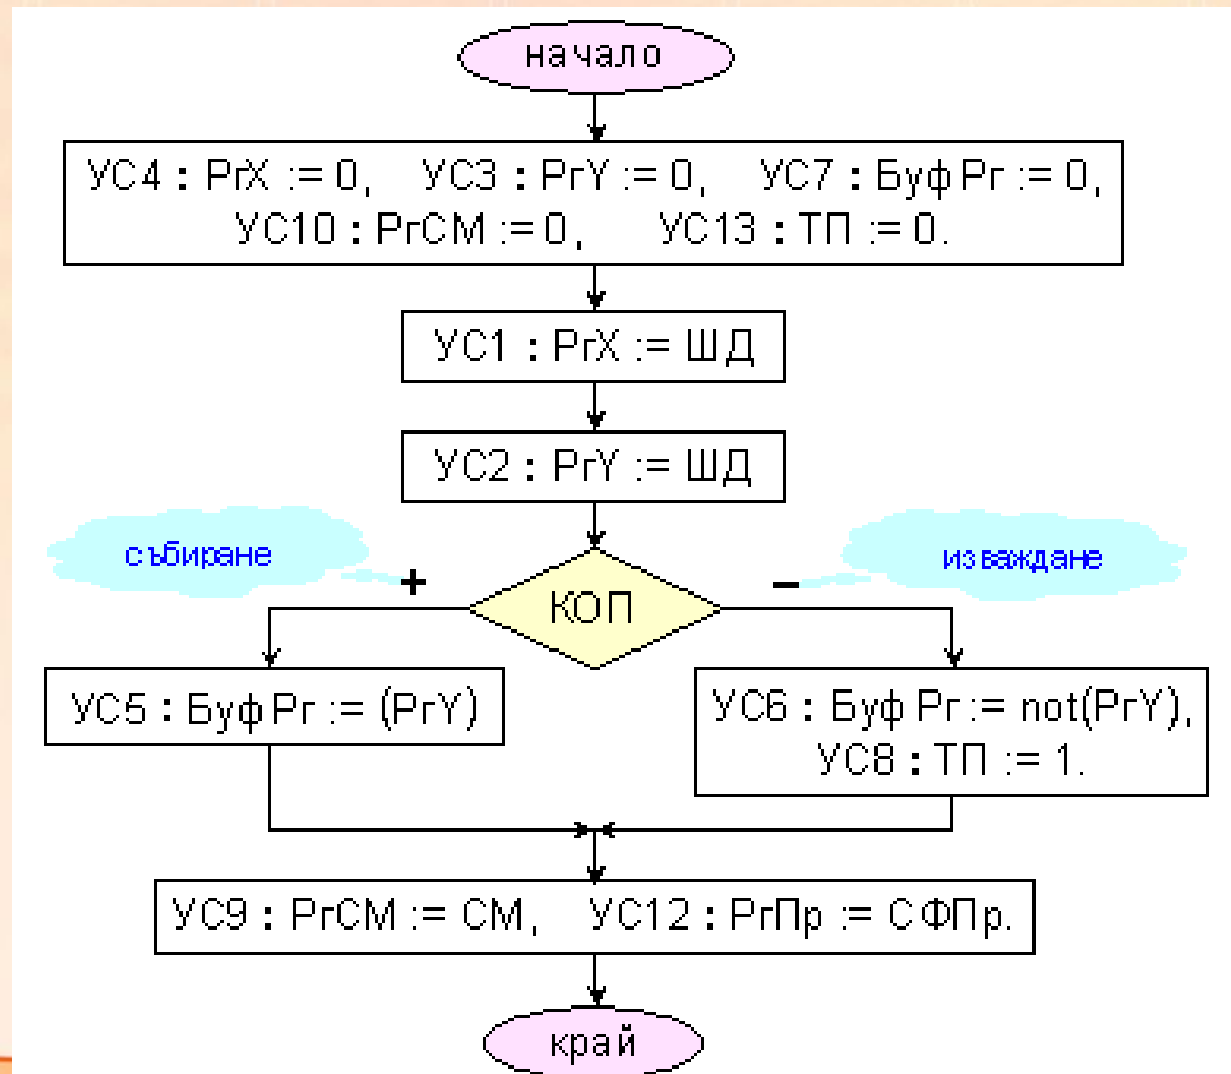 начало
УС4 : РгХ := 0, УС3 : РгY := 0, УС7 : Буф Рг := 0,
УС10 : РгСМ := 0, УС13 : ТП := 0.
УС1 : РгХ := ШД
УС2 : РгY := ШД
събиране
изваждане
+
КОП
−
УС5 : Буф Рг := (РгY)
УС6 : Буф Рг := not(РгY),
УС8 : ТП := 1.
УС9 : РгСМ := СМ, УС12 : РгПр := СФПр.
край